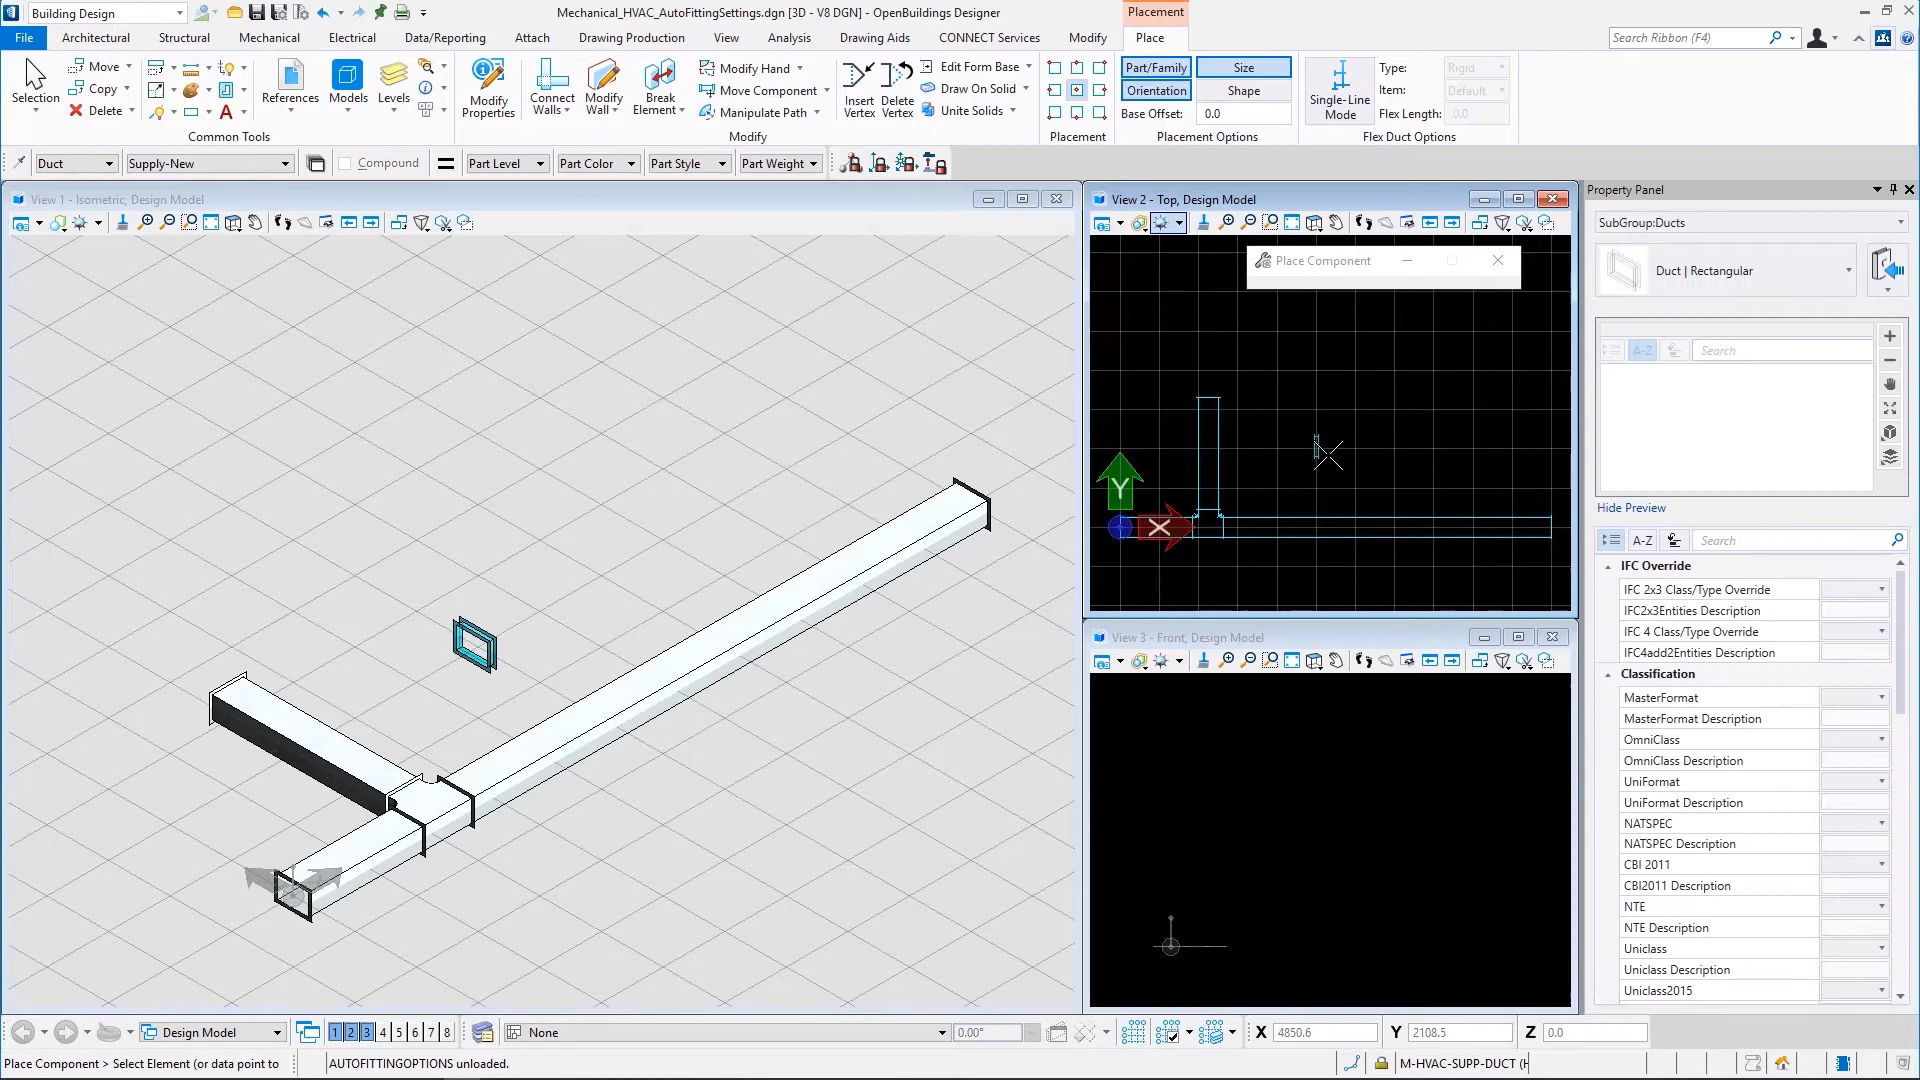 Building Design
Mechanical_HVAC_AutoFittingSettings.dgn [3D - V8 DGN] - OpenBuildings Designer
Placement
File
Architectural
Structural
Mechanical
Electrical
Data/Reporting
Attach
Drawing Production
View
Analysis
Drawing Aids
CONNECT Services
Modify
Place
Search Ribbon (F4)
Selection
Move
Copy
Delete
References
Models
Levels
Common Tools
Modify Properties
Connect Walls
Modify Wall
Break Element
Modify Hand
Move Component
Manipulate Path
Insert Vertex
Delete Vertex
Edit Form Base
Draw On Solid
Unite Solids
Modify
Placement
Part/Family
Size
Orientation
Shape
Base Offset: 0.0
Placement Options
Single-Line Mode
Type: Rigid
Item: Default
Flex Length: 0.0
Flex Duct Options
Duct
Supply-New
Compound
Part Level
Part Color
Part Style
Part Weight
View 1 - Isometric, Design Model
View 2 - Top, Design Model
Place Component
Y
X
View 3 - Front, Design Model
Property Panel
SubGroup:Ducts
Duct | Rectangular
A-Z
Search
Hide Preview
A-Z
Search
IFC Override
IFC 2x3 Class/Type Override
IFC2x3Entities Description
IFC 4 Class/Type Override
IFC4add2Entities Description
Classification
MasterFormat
MasterFormat Description
OmniClass
OmniClass Description
UniFormat
UniFormat Description
NATSPEC
NATSPEC Description
CBI 2011
CBI2011 Description
NTE
NTE Description
Uniclass
Uniclass Description
Uniclass2015
Design Model
1 2 3 4 5 6 7 8
None
0.00°
X 4850.6
Y 2108.5
Z 0.0
Place Component > Select Element (or data point to
AUTOFITTINGOPTIONS unloaded.
M-HVAC-SUPP-DUCT (